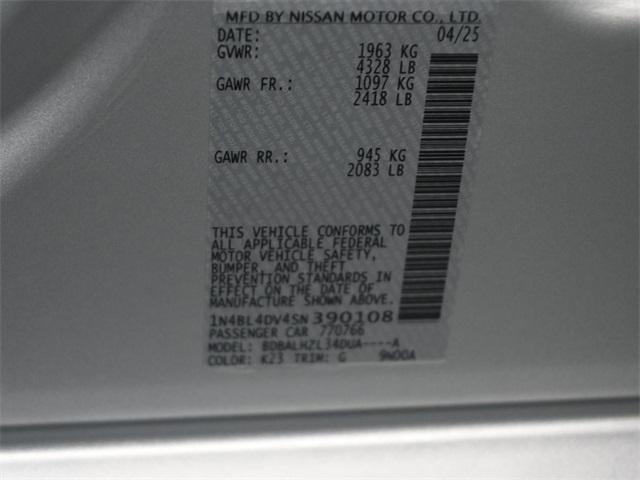 MFD BY NISSAN MOTOR CO., LTD.
DATE: 04/25
GVWR: 1963 KG
4328 LB
GAWR FR.: 1097 KG
2418 LB
GAWR RR.: 945 KG
2083 LB
THIS VEHICLE CONFORMS TO
ALL APPLICABLE FEDERAL
MOTOR VEHICLE SAFETY,
BUMPER, AND THEFT
PREVENTION STANDARDS IN
EFFECT ON THE DATE OF
MANUFACTURE SHOWN ABOVE.
1N4BL4DV4SN390108
PASSENGER CAR 770766
MODEL: BDBALHZL34DUA----A
COLOR: K23 TRIM: G 9N00A